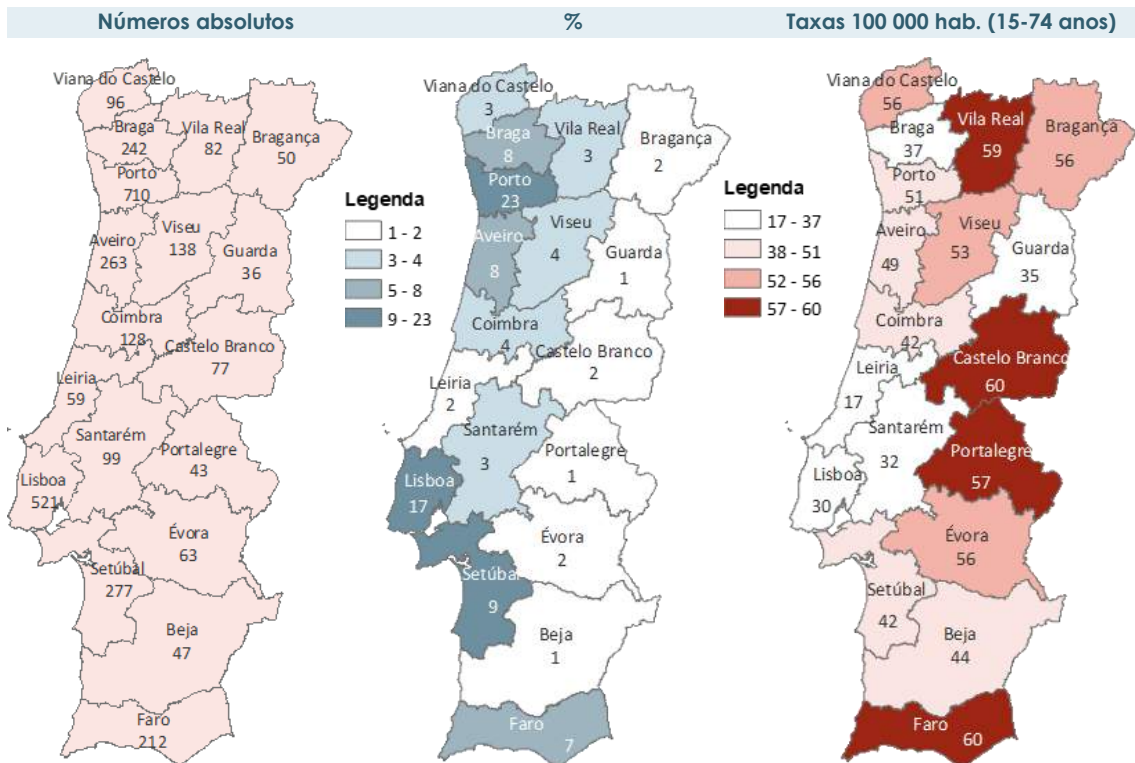 Números absolutos
%
Taxas 100 000 hab. (15-74 anos)
Viana do Castelo
96
Braga
242
Vila Real
82
Bragança
50
Porto
710
Aveiro
263
Viseu
138
Guarda
36
Coimbra
128
Castelo Branco
77
Leiria
59
Santarém
99
Portalegre
43
Lisboa
521
Évora
63
Setúbal
277
Beja
47
Faro
212
Legenda
1 - 2
3 - 4
5 - 8
9 - 23
Viana do Castelo
3
Braga
8
Vila Real
3
Bragança
2
Porto
23
Aveiro
8
Viseu
4
Guarda
1
Coimbra
4
Castelo Branco
2
Leiria
2
Santarém
3
Portalegre
1
Lisboa
17
Évora
2
Setúbal
9
Beja
1
Faro
7
Legenda
17 - 37
38 - 51
52 - 56
57 - 60
Viana do Castelo
56
Braga
37
Vila Real
59
Bragança
56
Porto
51
Aveiro
49
Viseu
53
Guarda
35
Coimbra
42
Castelo Branco
60
Leiria
17
Santarém
32
Portalegre
57
Lisboa
30
Évora
56
Setúbal
42
Beja
44
Faro
60